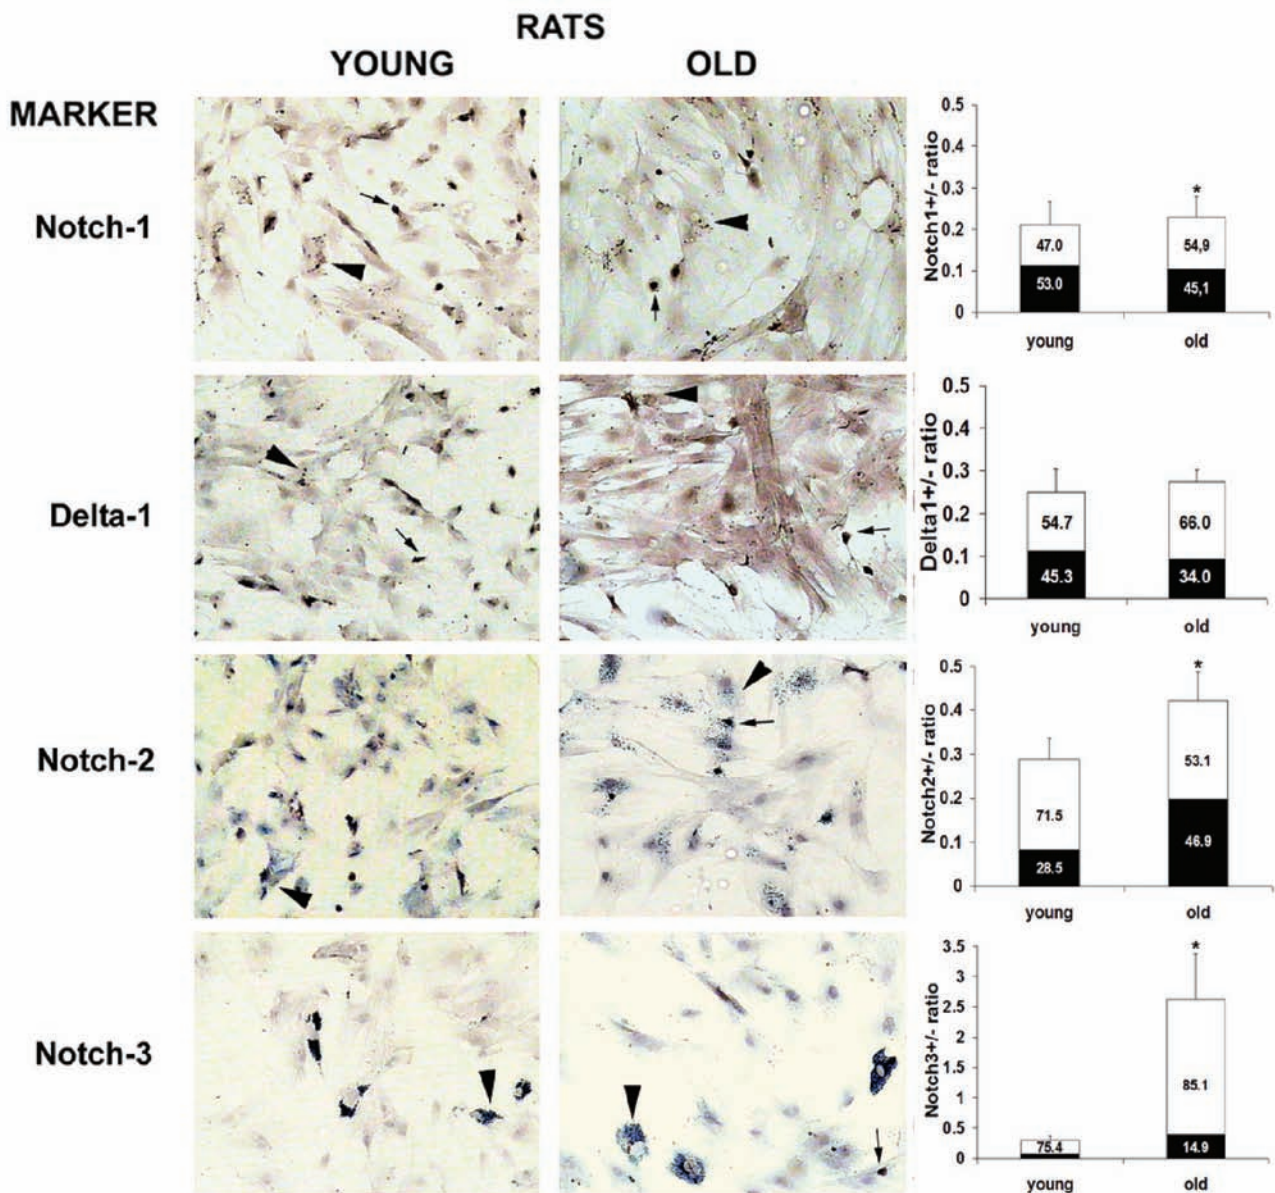 RATS
YOUNG OLD
MARKER
Notch-1
Notch1+/- ratio
0.5
0.4
0.3
0.2
0.1
0
*
47.0
53.0
54,9
45,1
young old
Delta-1
Delta1+/- ratio
0.5
0.4
0.3
0.2
0.1
0
54.7
45.3
66.0
34.0
young old
Notch-2
Notch2+/- ratio
0.5
0.4
0.3
0.2
0.1
0
*
71.5
28.5
53.1
46.9
young old
Notch-3
Notch3+/- ratio
3.5
3
2.5
2
1.5
1
0.5
0
*
75.4
85.1
14.9
young old